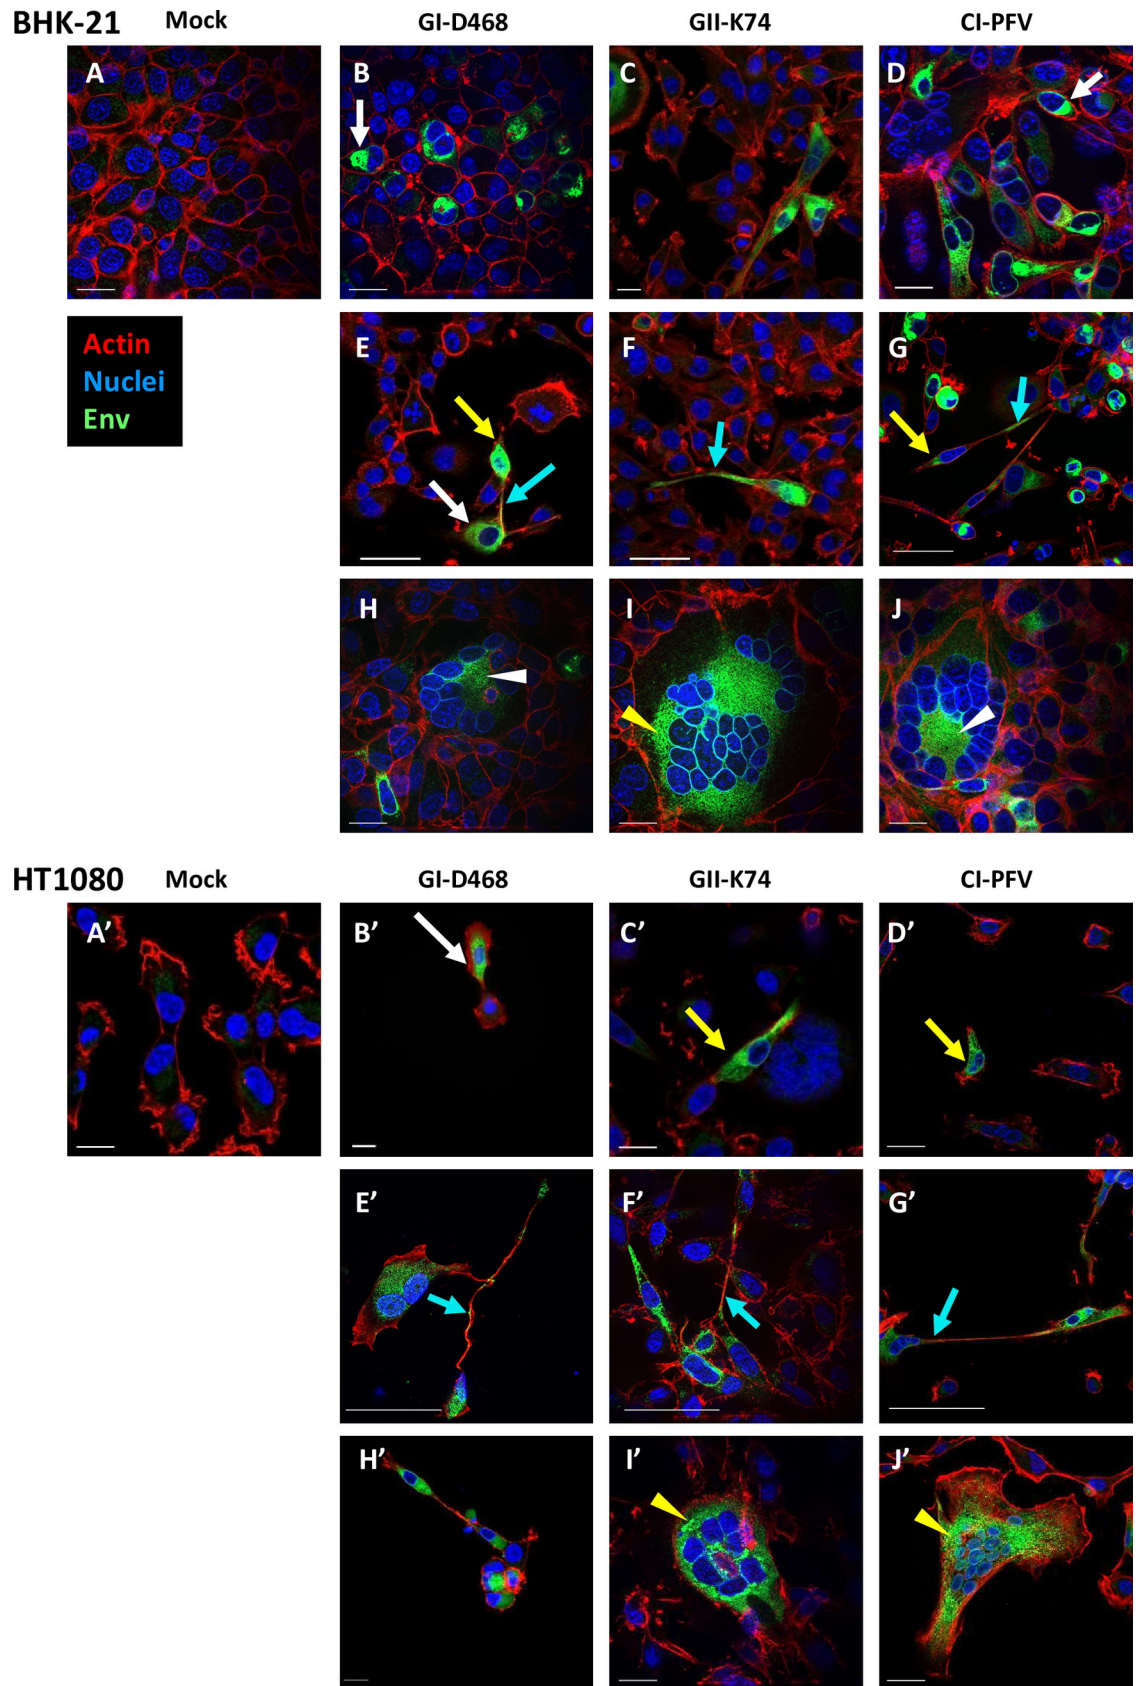 BHK-21 Mock GI-D468 GII-K74 CI-PFV
A B C D
Actin
Nuclei
Env
E F G
H I J
HT1080 Mock GI-D468 GII-K74 CI-PFV
A’ B’ C’ D’
E’ F’ G’
H’ I’ J’